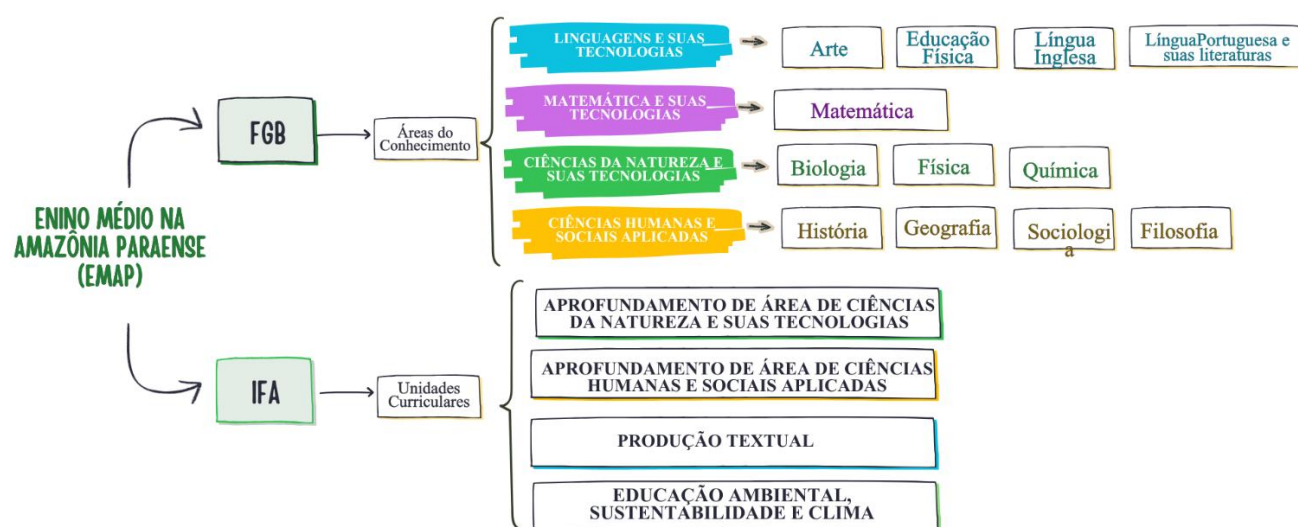 ENINO MÉDIO NA
AMAZÔNIA PARAENSE
(EMAP)
FGB
Áreas do
Conhecimento
LINGUAGENS E SUAS
TECNOLOGIAS
Arte
Educação
Física
Língua
Inglesa
LínguaPortuguesa e
suas literaturas
MATEMÁTICA E SUAS
TECNOLOGIAS
Matemática
CIÊNCIAS DA NATUREZA E
SUAS TECNOLOGIAS
Biologia
Física
Química
CIÊNCIAS HUMANAS E
SOCIAIS APLICADAS
História
Geografia
Sociologi
a
Filosofia
IFA
Unidades
Curriculares
APROFUNDAMENTO DE ÁREA DE CIÊNCIAS
DA NATUREZA E SUAS TECNOLOGIAS
APROFUNDAMENTO DE ÁREA DE CIÊNCIAS
HUMANAS E SOCIAIS APLICADAS
PRODUÇÃO TEXTUAL
EDUCAÇÃO AMBIENTAL,
SUSTENTABILIDADE E CLIMA